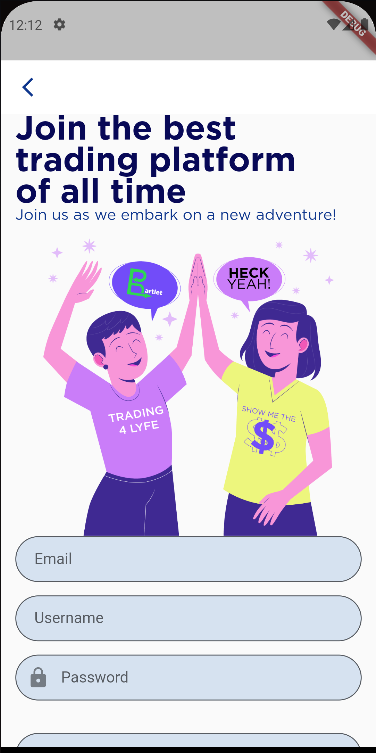 12:12
DEBUG
Join the best
trading platform
of all time
Join us as we embark on a new adventure!
Bartlet
HECK
YEAH!
TRADING
4 LYFE
SHOW ME THE
$
Email
Username
Password